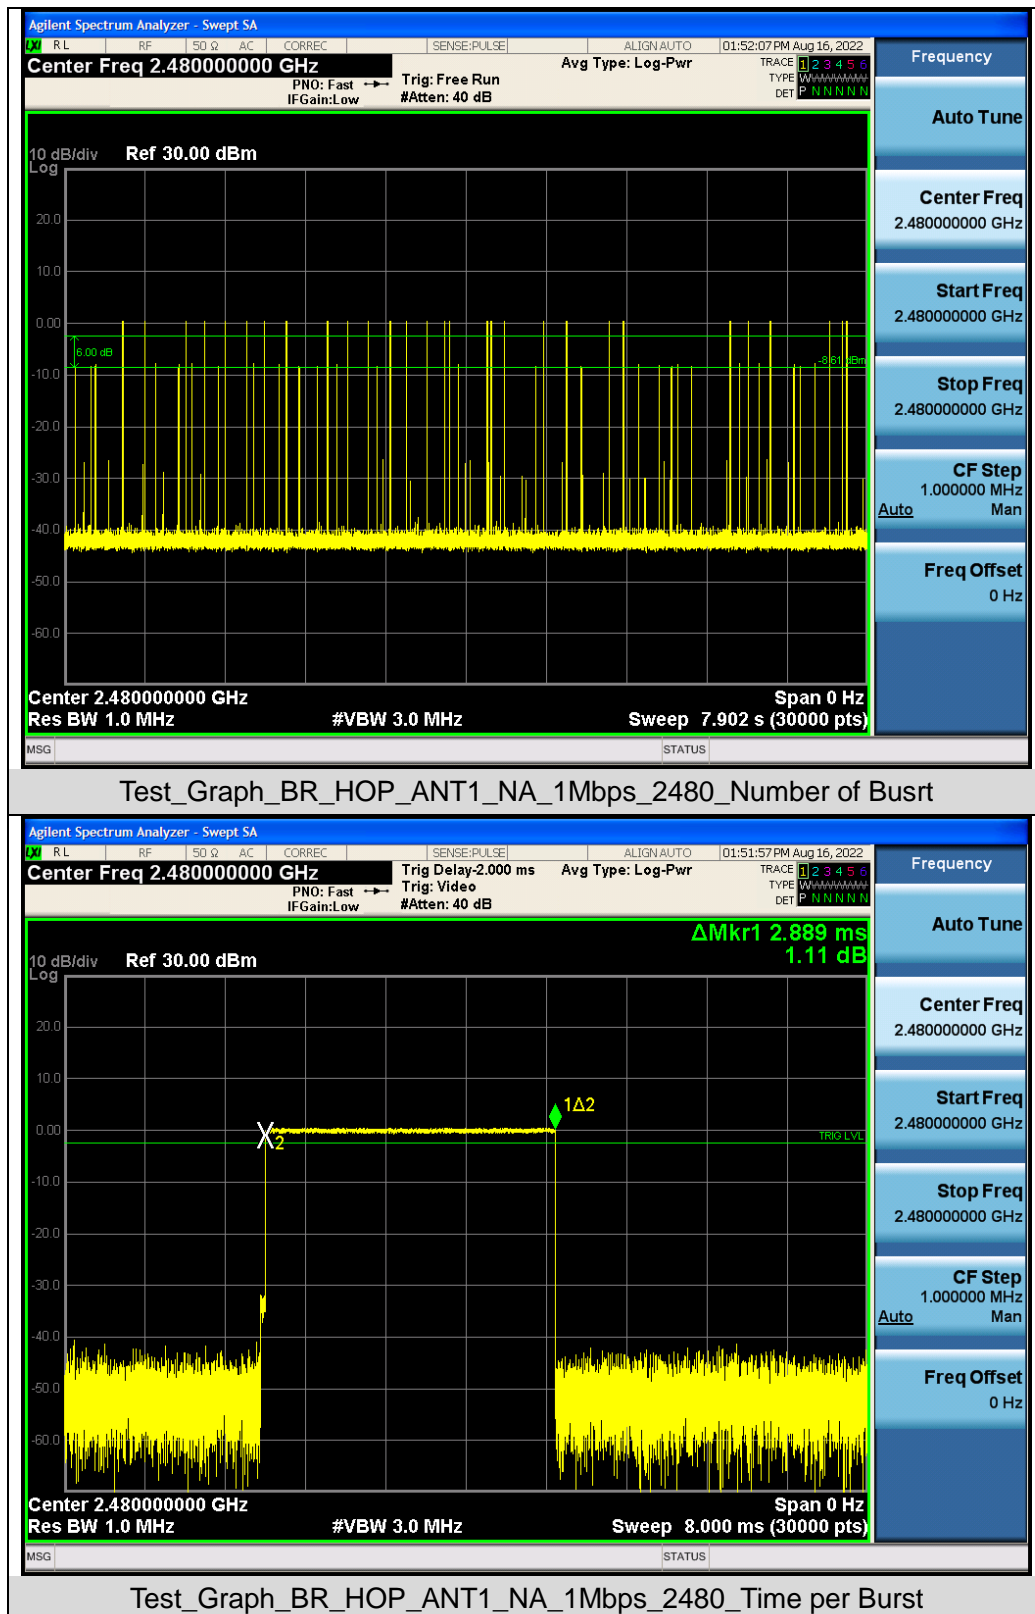 Agilent Spectrum Analyzer - Swept SA
LXI RL RF 50 Ω AC CORREC SENSE:PULSE ALIGN AUTO 01:52:07 PM Aug 16, 2022
Center Freq 2.480000000 GHz Avg Type: Log-Pwr TRACE 1 2 3 4 5 6
PNO: Fast Trig: Free Run TYPE
IFGain:Low #Atten: 40 dB DET P N N N N N
Frequency
Auto Tune
10 dB/div Ref 30.00 dBm
Log
Center Freq
2.480000000 GHz
20.0
10.0
Start Freq
2.480000000 GHz
0.00
6.00 dB
-8.61 dBm
-10.0
Stop Freq
2.480000000 GHz
-20.0
-30.0
CF Step
1.000000 MHz
Auto Man
-40.0
Freq Offset
0 Hz
-50.0
-60.0
Center 2.480000000 GHz Span 0 Hz
Res BW 1.0 MHz #VBW 3.0 MHz Sweep 7.902 s (30000 pts)
MSG STATUS
Test_Graph_BR_HOP_ANT1_NA_1Mbps_2480_Number of Busrt
Agilent Spectrum Analyzer - Swept SA
LXI RL RF 50 Ω AC CORREC SENSE:PULSE ALIGN AUTO 01:51:57 PM Aug 16, 2022
Center Freq 2.480000000 GHz Trig Delay-2.000 ms Avg Type: Log-Pwr TRACE 1 2 3 4 5 6
PNO: Fast Trig: Video TYPE
IFGain:Low #Atten: 40 dB DET P N N N N N
Frequency
Auto Tune
ΔMkr1 2.889 ms
10 dB/div Ref 30.00 dBm 1.11 dB
Log
Center Freq
2.480000000 GHz
20.0
10.0
Start Freq
2.480000000 GHz
1Δ2
0.00
X2
TRIG LVL
-10.0
Stop Freq
2.480000000 GHz
-20.0
-30.0
CF Step
1.000000 MHz
Auto Man
-40.0
Freq Offset
0 Hz
-50.0
-60.0
Center 2.480000000 GHz Span 0 Hz
Res BW 1.0 MHz #VBW 3.0 MHz Sweep 8.000 ms (30000 pts)
MSG STATUS
Test_Graph_BR_HOP_ANT1_NA_1Mbps_2480_Time per Burst